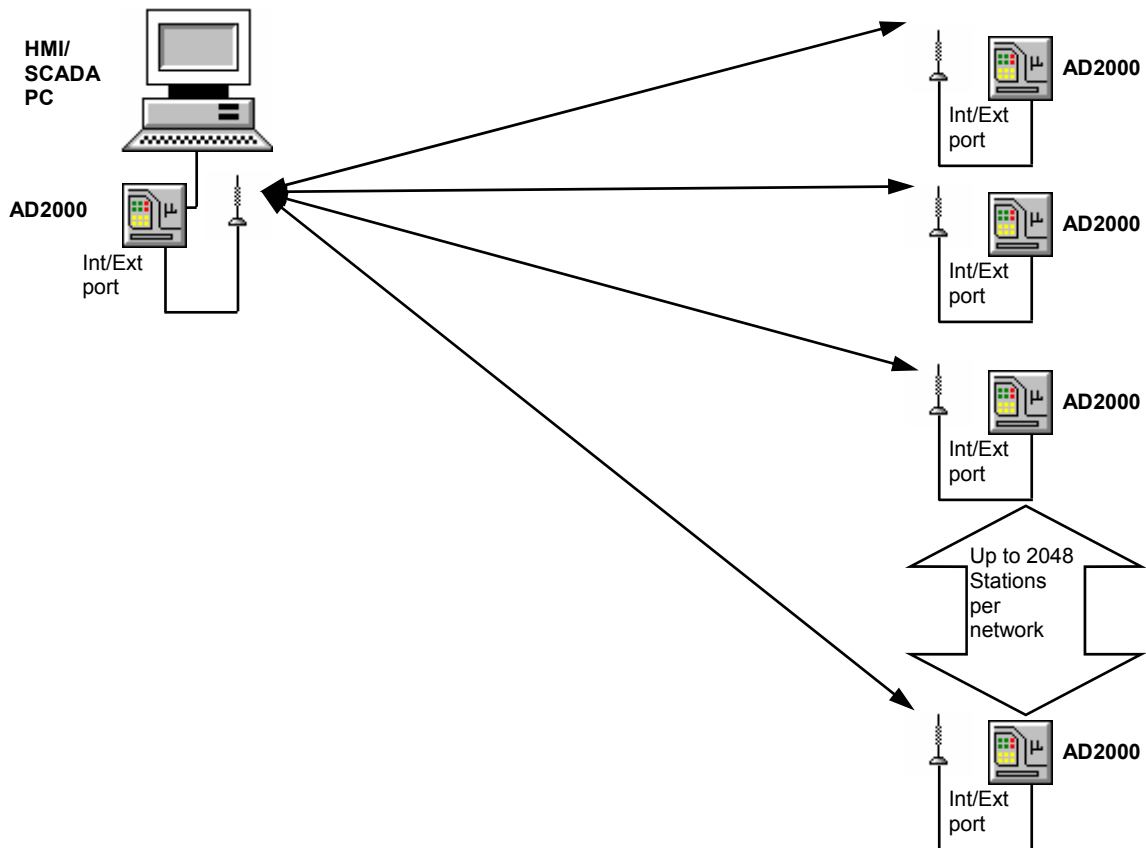 HMI/
SCADA
PC
AD2000
µ
Int/Ext
port
µ
AD2000
Int/Ext
port
µ
AD2000
Int/Ext
port
µ
AD2000
Int/Ext
port
Up to 2048
Stations
per
network
µ
AD2000
Int/Ext
port